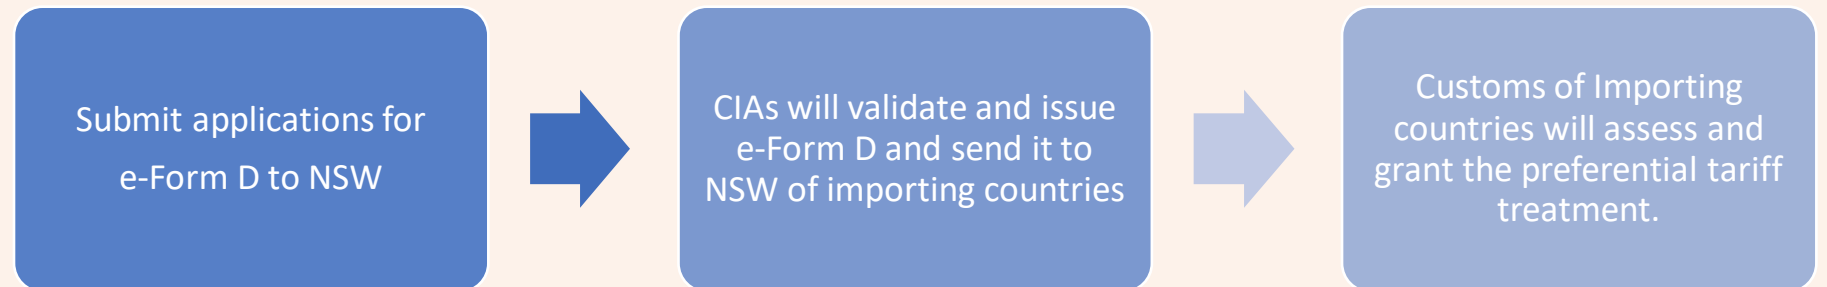 Submit applications for
e-Form D to NSW
CIAs will validate and issue
e-Form D and send it to
NSW of importing countries
Customs of Importing
countries will assess and
grant the preferential tariff
treatment.